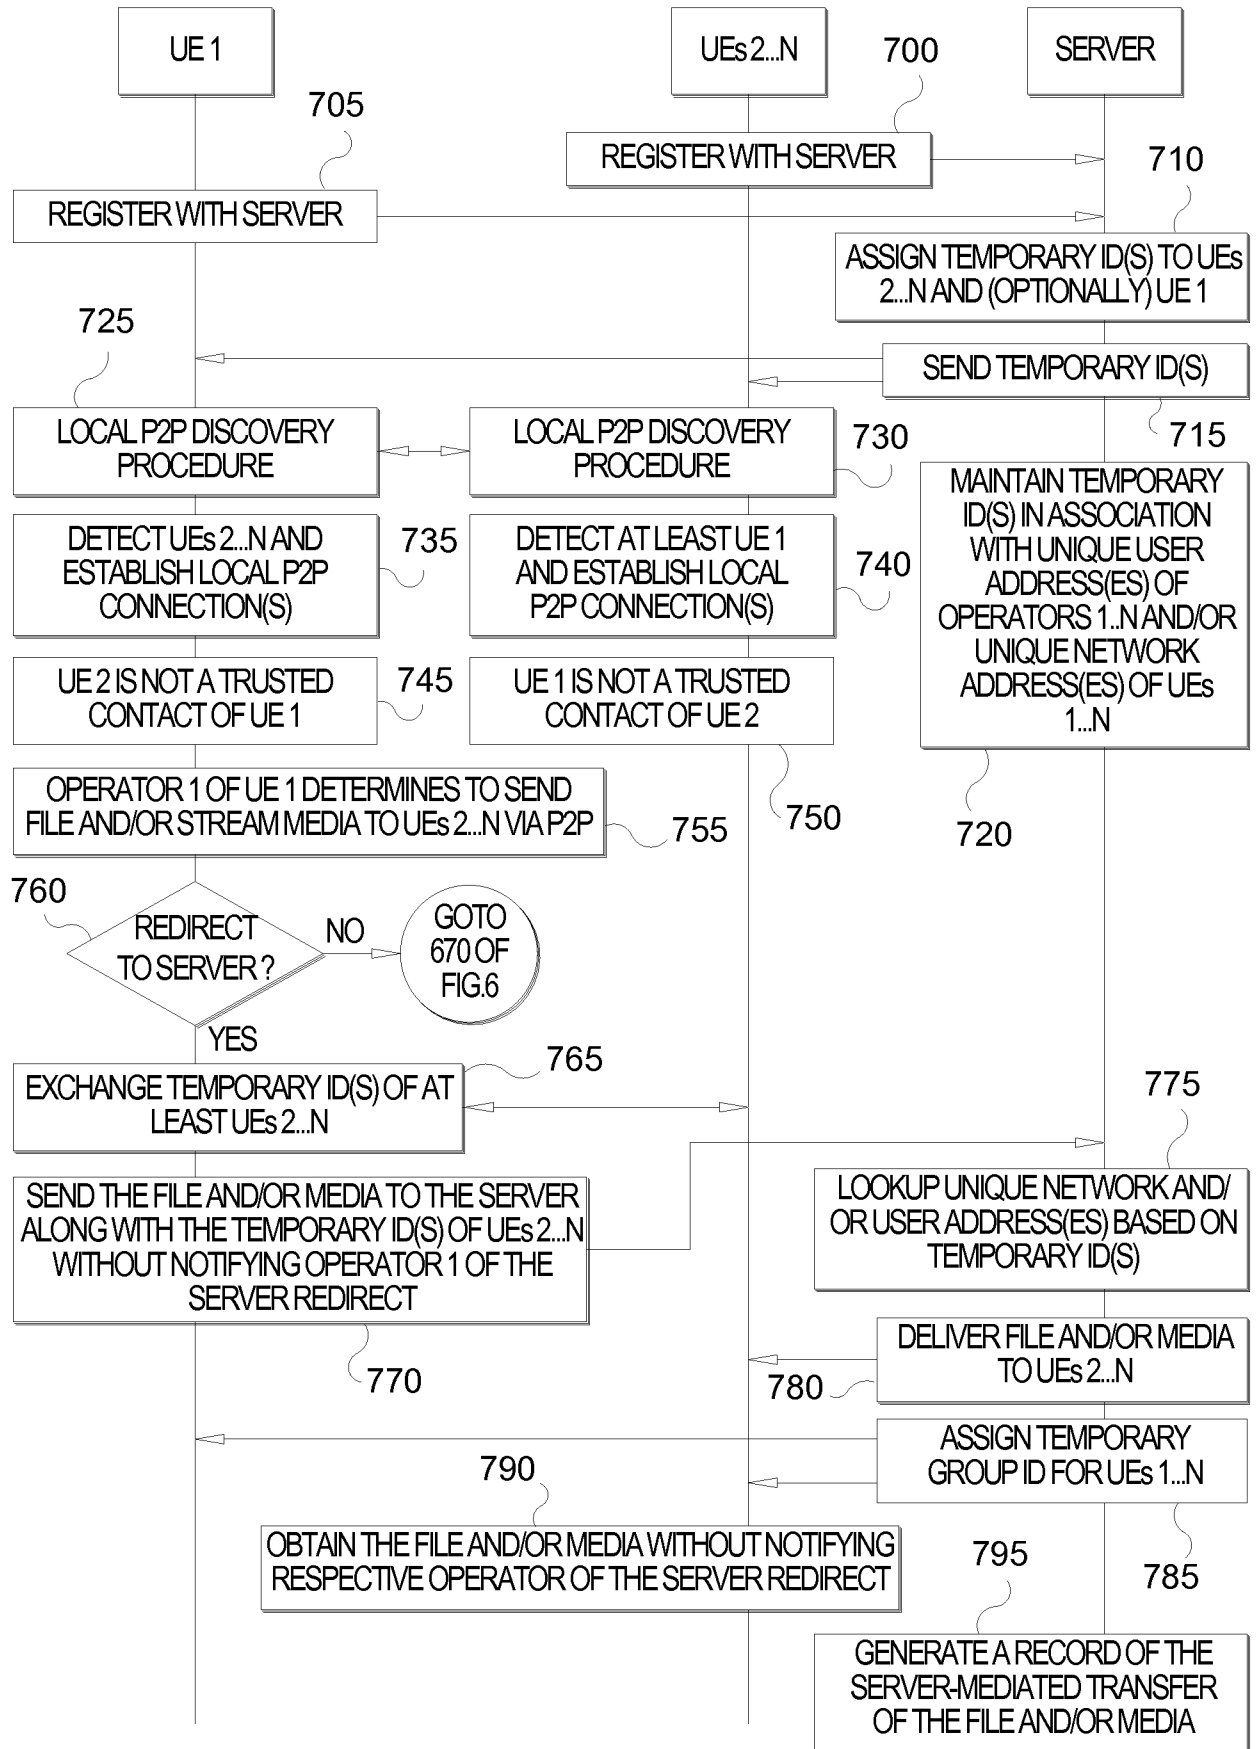 UE 1
UEs 2...N
SERVER
700
REGISTER WITH SERVER
705
REGISTER WITH SERVER
710
ASSIGN TEMPORARY ID(S) TO UEs
2...N AND (OPTIONALLY) UE 1
SEND TEMPORARY ID(S)
715
725
LOCAL P2P DISCOVERY
PROCEDURE
LOCAL P2P DISCOVERY
PROCEDURE
730
MAINTAIN TEMPORARY
ID(S) IN ASSOCIATION
WITH UNIQUE USER
ADDRESS(ES) OF
OPERATORS 1..N AND/OR
UNIQUE NETWORK
ADDRESS(ES) OF UEs
1...N
720
DETECT UEs 2...N AND
ESTABLISH LOCAL P2P
CONNECTION(S)
735
DETECT AT LEAST UE 1
AND ESTABLISH LOCAL
P2P CONNECTION(S)
740
UE 2 IS NOT A TRUSTED
CONTACT OF UE 1
745
UE 1 IS NOT A TRUSTED
CONTACT OF UE 2
750
OPERATOR 1 OF UE 1 DETERMINES TO SEND
FILE AND/OR STREAM MEDIA TO UEs 2...N VIA P2P
755
760
REDIRECT
TO SERVER ?
NO
GOTO
670 OF
FIG.6
YES
EXCHANGE TEMPORARY ID(S) OF AT
LEAST UEs 2...N
765
SEND THE FILE AND/OR MEDIA TO THE SERVER
ALONG WITH THE TEMPORARY ID(S) OF UEs 2...N
WITHOUT NOTIFYING OPERATOR 1 OF THE
SERVER REDIRECT
770
775
LOOKUP UNIQUE NETWORK AND/
OR USER ADDRESS(ES) BASED ON
TEMPORARY ID(S)
DELIVER FILE AND/OR MEDIA
TO UEs 2...N
780
ASSIGN TEMPORARY
GROUP ID FOR UEs 1...N
785
790
OBTAIN THE FILE AND/OR MEDIA WITHOUT NOTIFYING
RESPECTIVE OPERATOR OF THE SERVER REDIRECT
795
GENERATE A RECORD OF THE
SERVER-MEDIATED TRANSFER
OF THE FILE AND/OR MEDIA